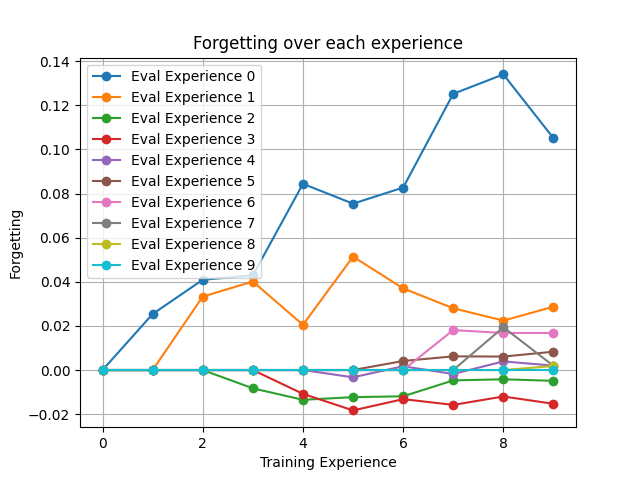 Forgetting over each experience
0.14
0.12
0.10
0.08
0.06
0.04
0.02
0.00
−0.02
Forgetting
Eval Experience 0
Eval Experience 1
Eval Experience 2
Eval Experience 3
Eval Experience 4
Eval Experience 5
Eval Experience 6
Eval Experience 7
Eval Experience 8
Eval Experience 9
0 2 4 6 8
Training Experience